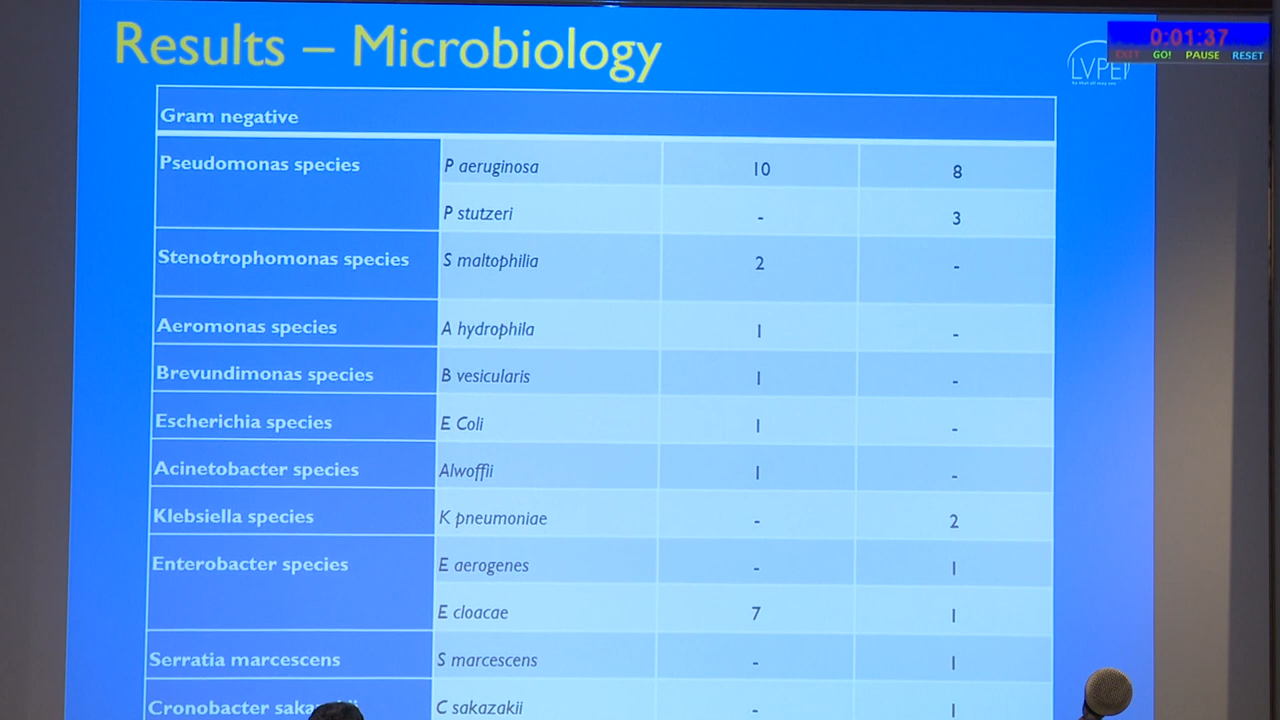 Results – Microbiology
0:01:37
EXIT GO! PAUSE RESET
LVPEI
Gram negative
Pseudomonas species P aeruginosa 10 8
P stutzeri - 3
Stenotrophomonas species S maltophilia 2 -
Aeromonas species A hydrophila 1 -
Brevundimonas species B vesicularis 1 -
Escherichia species E Coli 1 -
Acinetobacter species Alwoffii 1 -
Klebsiella species K pneumoniae - 2
Enterobacter species E aerogenes - 1
E cloacae 7 1
Serratia marcescens S marcescens - 1
Cronobacter C sakazakii - 1